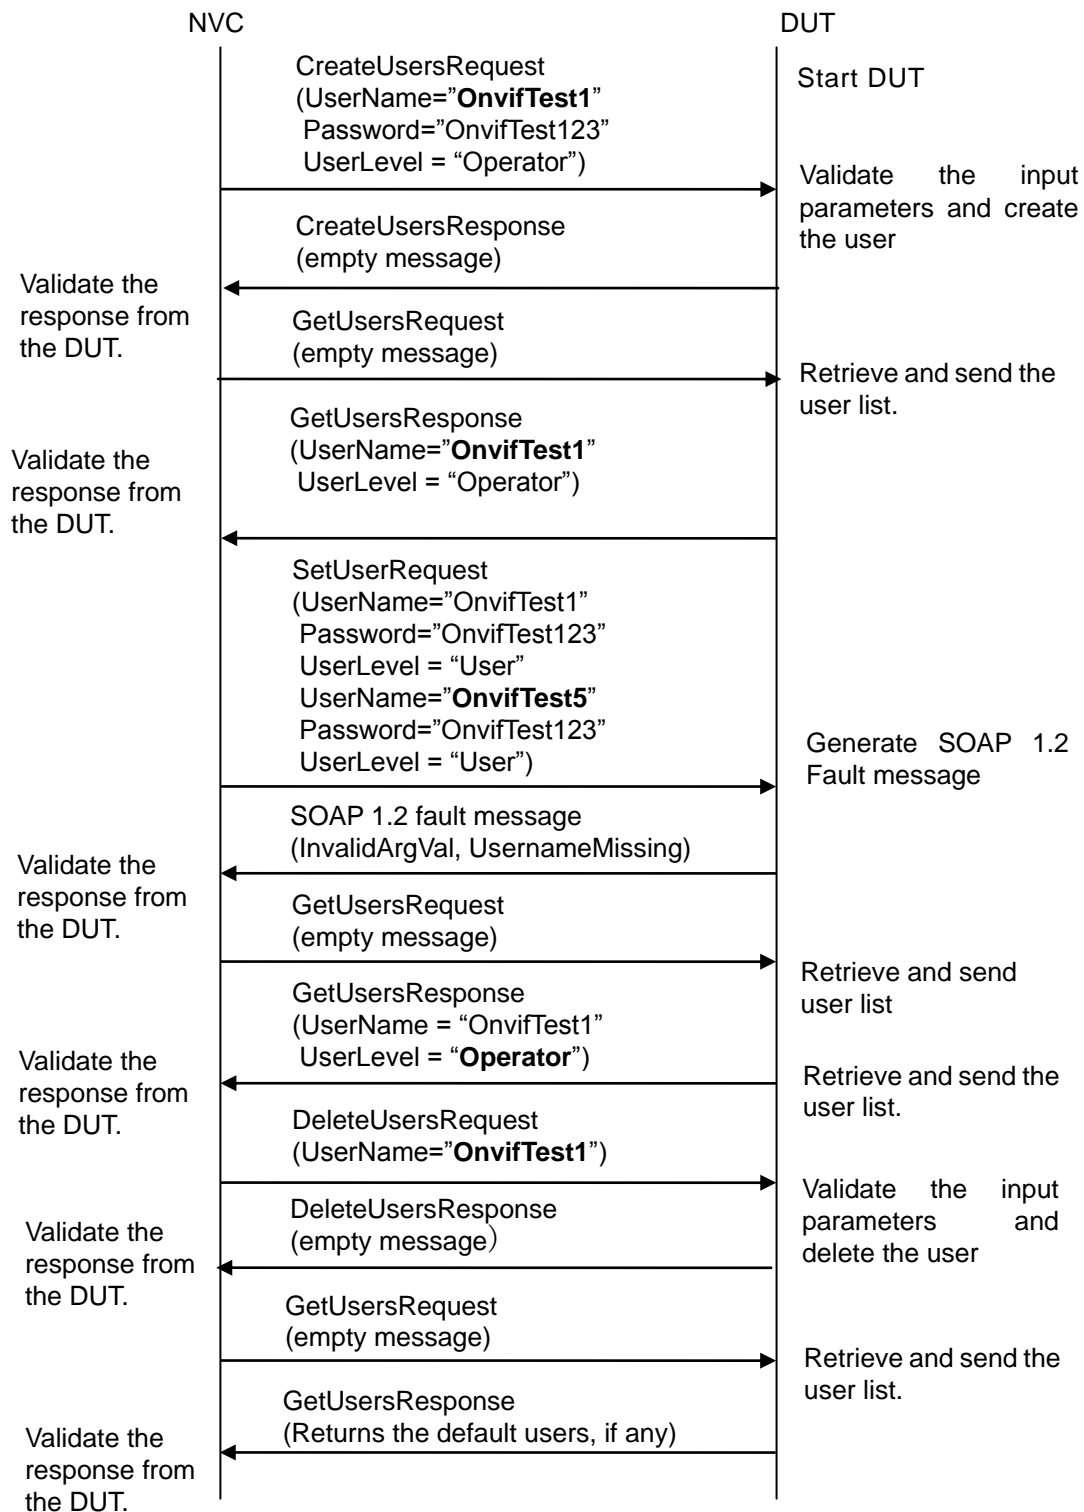 NVC
DUT
CreateUsersRequest
(UserName=”OnvifTest1”
Password=”OnvifTest123”
UserLevel = “Operator”)
Start DUT
Validate the input
parameters and create
the user
CreateUsersResponse
(empty message)
Validate the
response from
the DUT.
GetUsersRequest
(empty message)
Retrieve and send the
user list.
GetUsersResponse
(UserName=”OnvifTest1”
UserLevel = “Operator”)
Validate the
response from
the DUT.
SetUserRequest
(UserName=”OnvifTest1”
Password=”OnvifTest123”
UserLevel = “User”
UserName=”OnvifTest5”
Password=”OnvifTest123”
UserLevel = “User”)
Generate SOAP 1.2
Fault message
SOAP 1.2 fault message
(InvalidArgVal, UsernameMissing)
Validate the
response from
the DUT.
GetUsersRequest
(empty message)
Retrieve and send
user list
GetUsersResponse
(UserName = “OnvifTest1”
UserLevel = “Operator”)
Validate the
response from
the DUT.
Retrieve and send the
user list.
DeleteUsersRequest
(UserName=”OnvifTest1”)
Validate the input
parameters and
delete the user
DeleteUsersResponse
(empty message）
Validate the
response from
the DUT.
GetUsersRequest
(empty message)
Retrieve and send the
user list.
GetUsersResponse
(Returns the default users, if any)
Validate the
response from
the DUT.